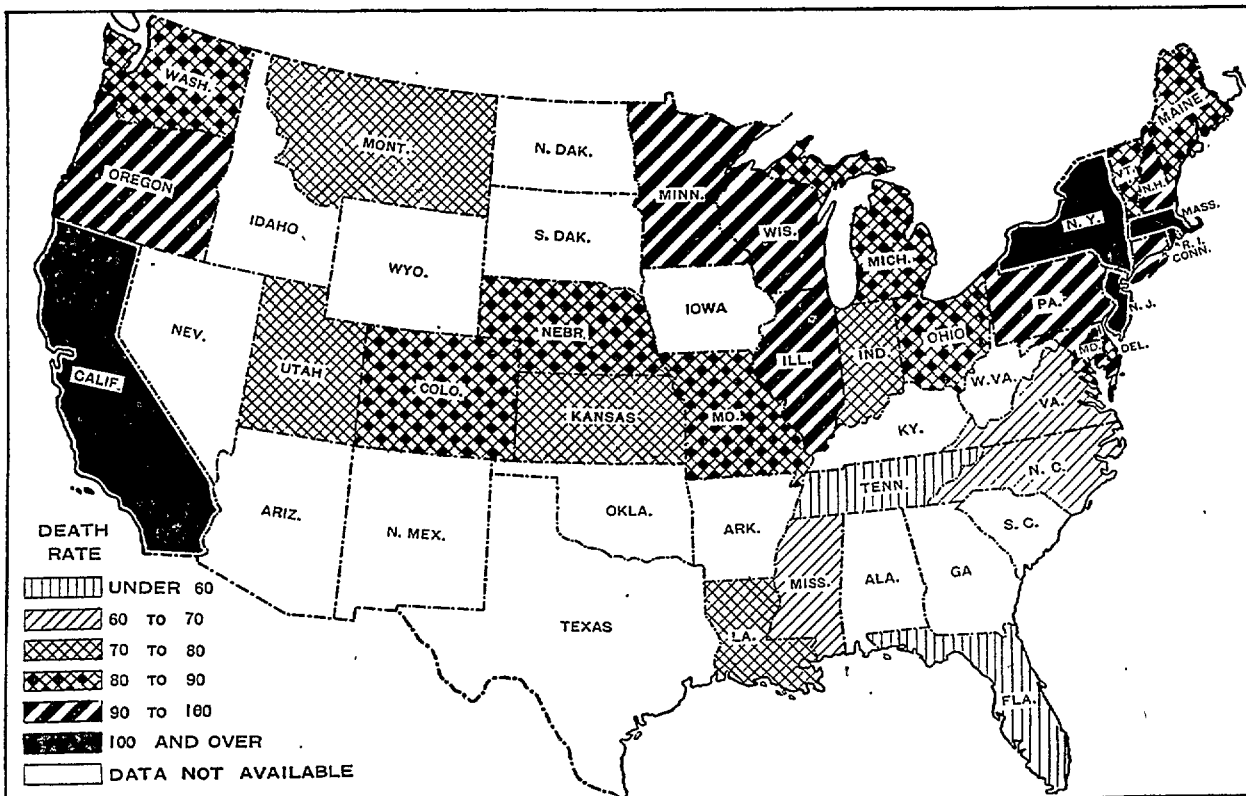 WASH.
MONT.
N. DAK.
MINN.
MAINE
VT.
N.H.
OREGON
IDAHO
S. DAK.
WIS.
N. Y.
MASS.
R. I.
CONN.
WYO.
MICH.
IOWA
PA.
N. J.
NEV.
NEBR.
UTAH
COLO.
ILL.
IND.
OHIO
MD.
DEL.
CALIF.
KANSAS
MO.
W.VA.
VA.
KY.
ARIZ.
N. MEX.
OKLA.
ARK.
TENN.
N. C.
S. C.
MISS.
ALA.
GA
TEXAS
LA.
FLA.
DEATH
RATE
UNDER 60
60 TO 70
70 TO 80
80 TO 90
90 TO 100
100 AND OVER
DATA NOT AVAILABLE